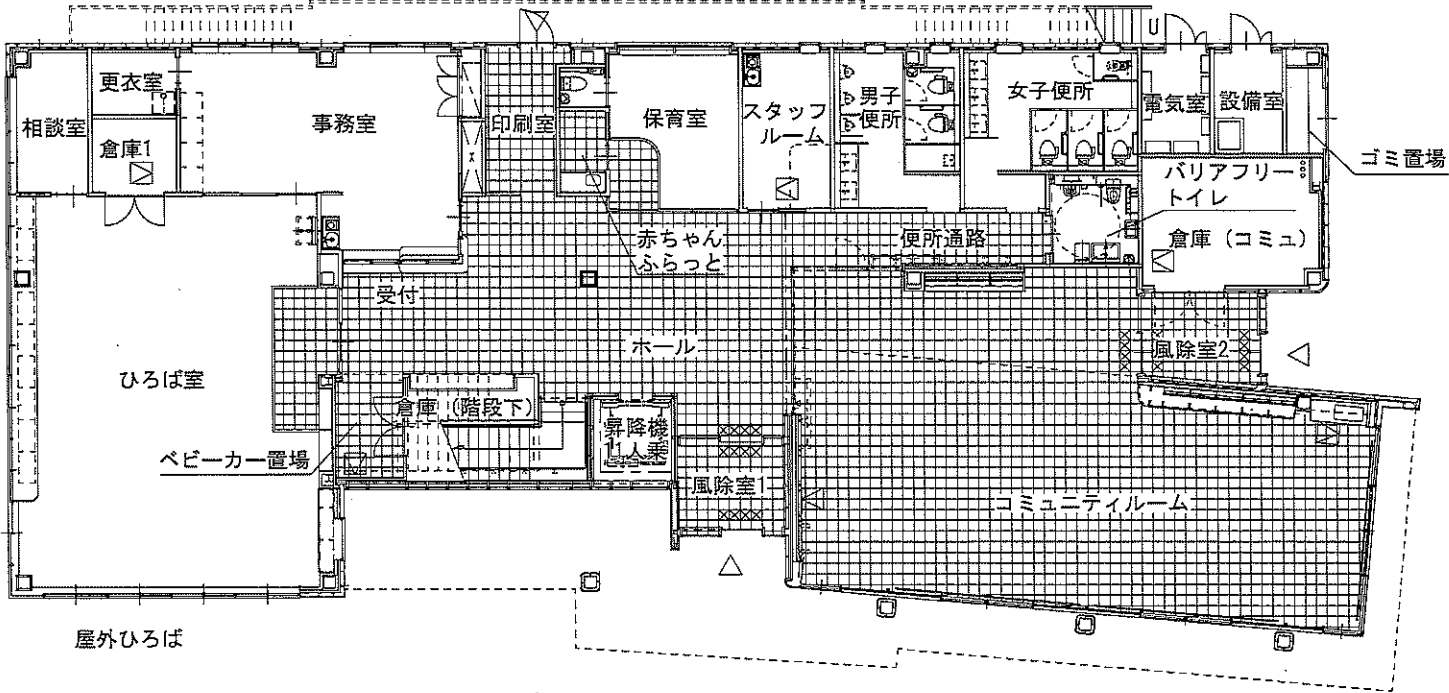 更衣室
相談室
倉庫1
事務室
印刷室
保育室
スタッフ
ルーム
男子
便所
女子便所
電気室
設備室
ゴミ置場
バリアフリー
トイレ
倉庫（コミュ）
赤ちゃん
ふらっと
便所通路
受付
ホール
風除室2
ひろば室
倉庫（階段下）
昇降機
11人乗
ベビーカー置場
風除室1
コミュニティルーム
屋外ひろば